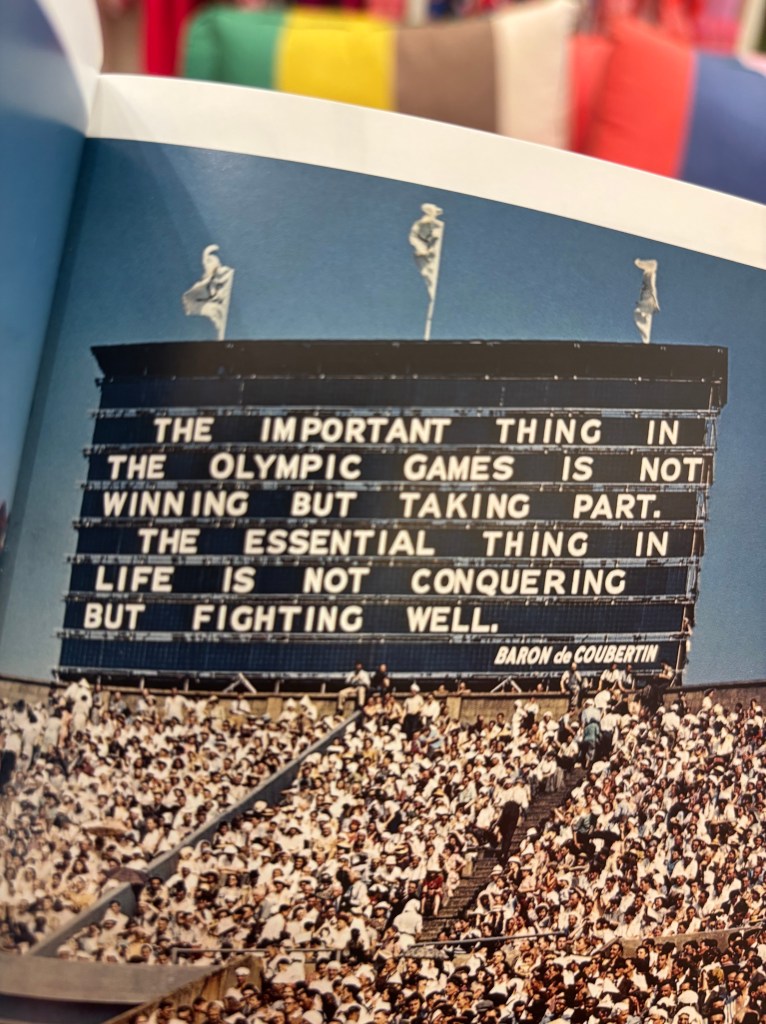 THE IMPORTANT THING IN
THE OLYMPIC GAMES IS NOT
WINNING BUT TAKING PART.
THE ESSENTIAL THING IN
LIFE IS NOT CONQUERING
BUT FIGHTING WELL.
BARON de COUBERTIN